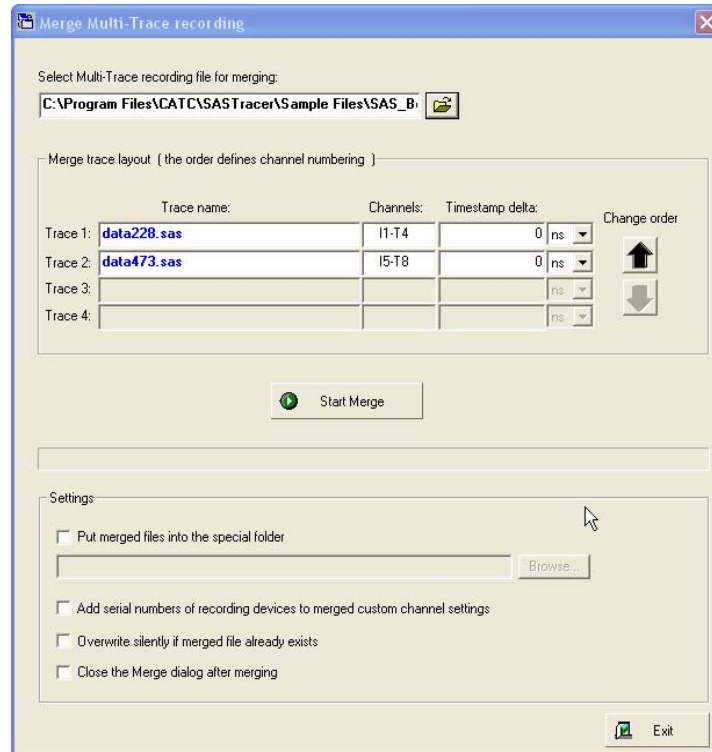 Merge Multi-Trace recording
Select Multi-Trace recording file for merging:
C:\Program Files\CATC\SASTracer\Sample Files\SAS_B
Merge trace layout ( the order defines channel numbering )
Trace name: Channels: Timestamp delta: Change order
Trace 1: data228.sas I1-T4 0 ns
Trace 2: data473.sas I5-T8 0 ns
Trace 3: ns
Trace 4: ns
Start Merge
Settings
Put merged files into the special folder
Browse...
Add serial numbers of recording devices to merged custom channel settings
Overwrite silently if merged file already exists
Close the Merge dialog after merging
Exit